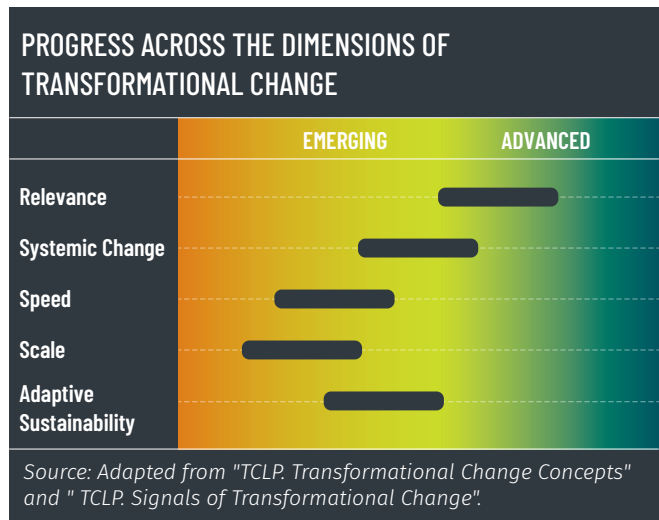 PROGRESS ACROSS THE DIMENSIONS OF
TRANSFORMATIONAL CHANGE
EMERGING ADVANCED
Relevance
Systemic Change
Speed
Scale
Adaptive
Sustainability
Source: Adapted from "TCLP. Transformational Change Concepts"
and " TCLP. Signals of Transformational Change".